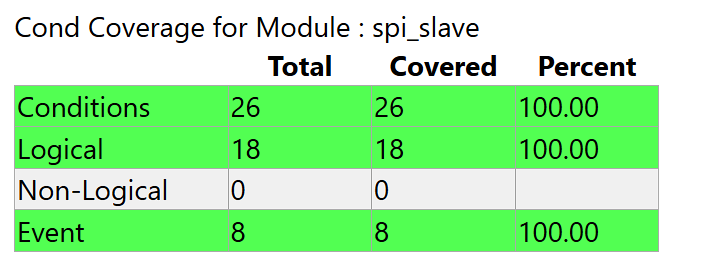 Cond Coverage for Module : spi_slave
Total Covered Percent
Conditions 26 26 100.00
Logical 18 18 100.00
Non-Logical 0 0
Event 8 8 100.00